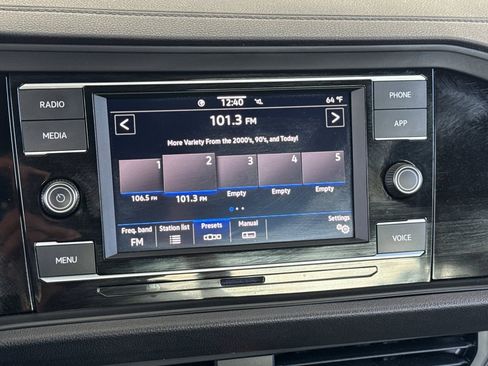 RADIO
MEDIA
MENU
PHONE
APP
VOICE
12:40 64 °F
101.3 FM
More Variety From the 2000's, 90's, and Today!
1 2 3 4 5
106.5 FM 101.3 FM Empty Empty Empty
Freq. band Station list Presets Manual Settings
FM